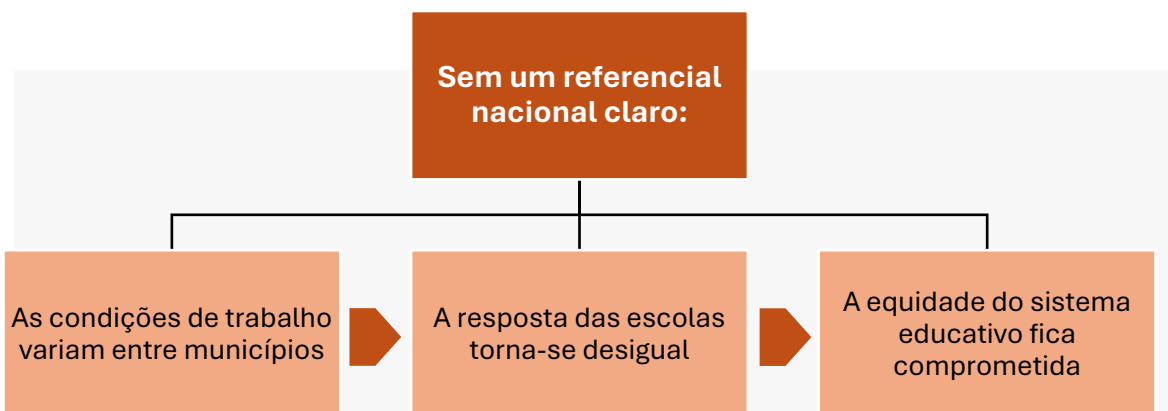 Sem um referencial
nacional claro:
As condições de trabalho
variam entre municípios
A resposta das escolas
torna-se desigual
A equidade do sistema
educativo fica
comprometida